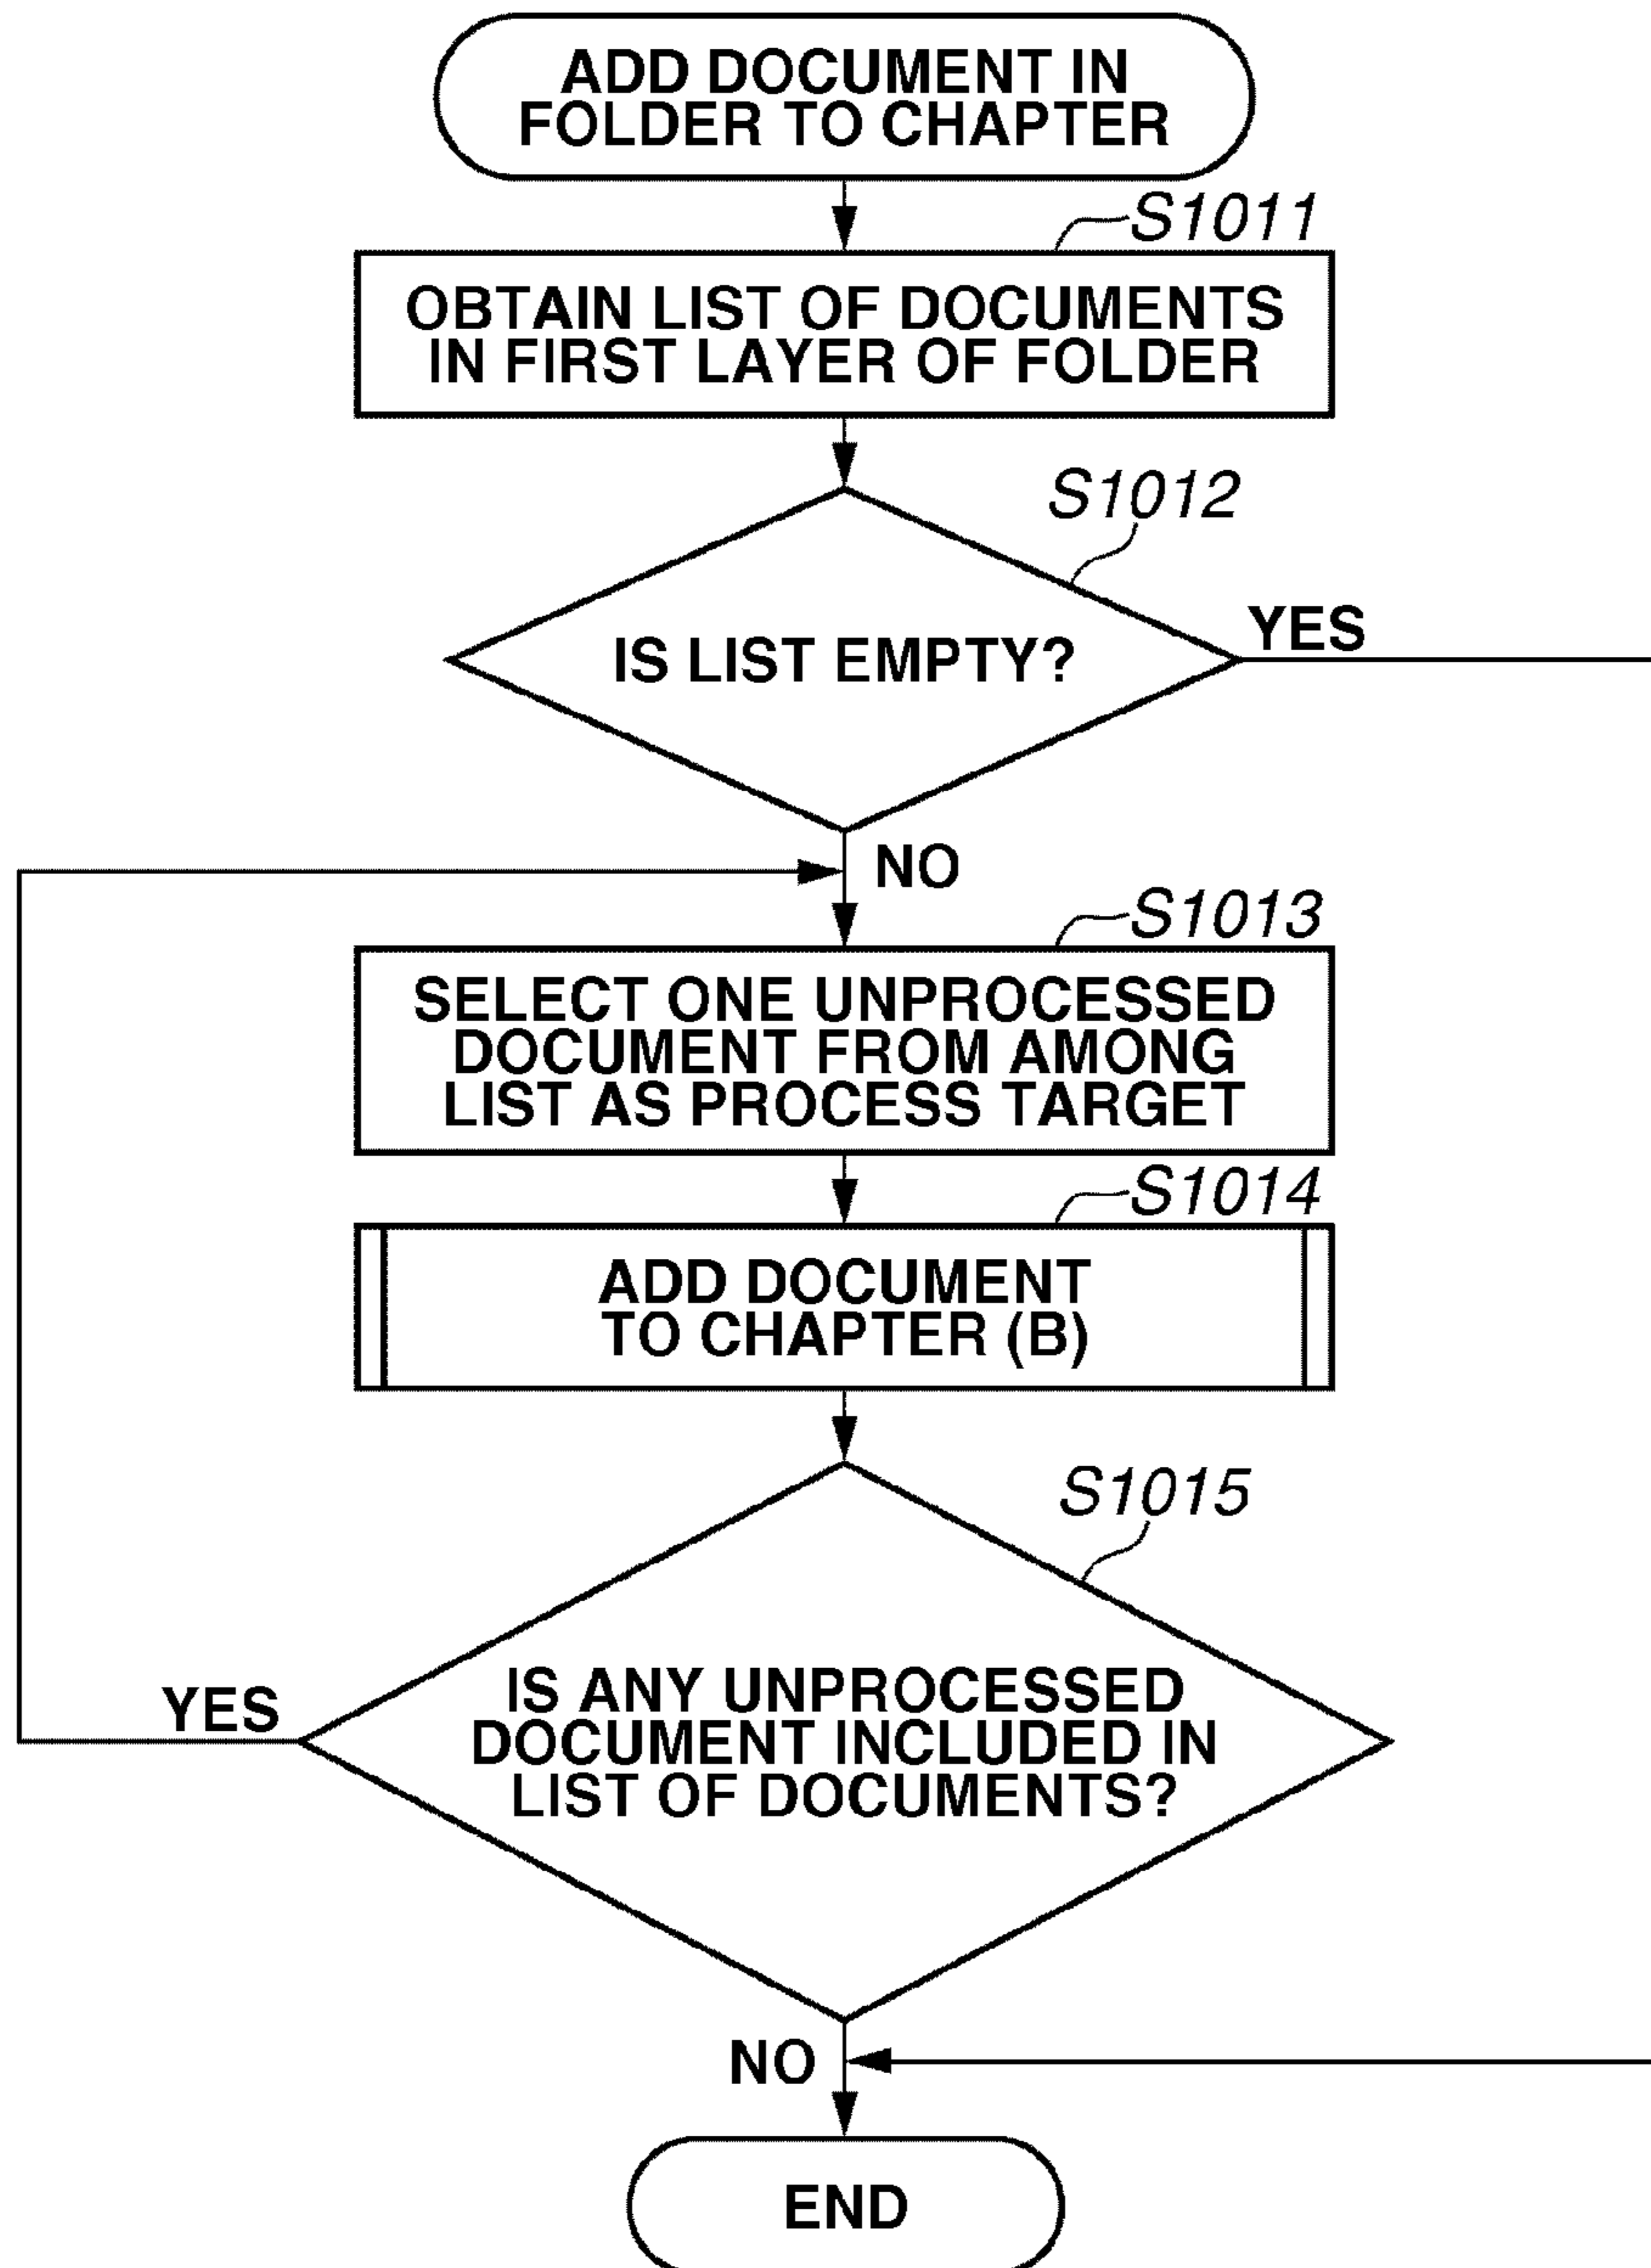 ADD DOCUMENT IN
FOLDER TO CHAPTER
S1011
OBTAIN LIST OF DOCUMENTS
IN FIRST LAYER OF FOLDER
S1012
IS LIST EMPTY?
YES
NO
S1013
SELECT ONE UNPROCESSED
DOCUMENT FROM AMONG
LIST AS PROCESS TARGET
S1014
ADD DOCUMENT
TO CHAPTER (B)
S1015
IS ANY UNPROCESSED
DOCUMENT INCLUDED IN
LIST OF DOCUMENTS?
YES
NO
END